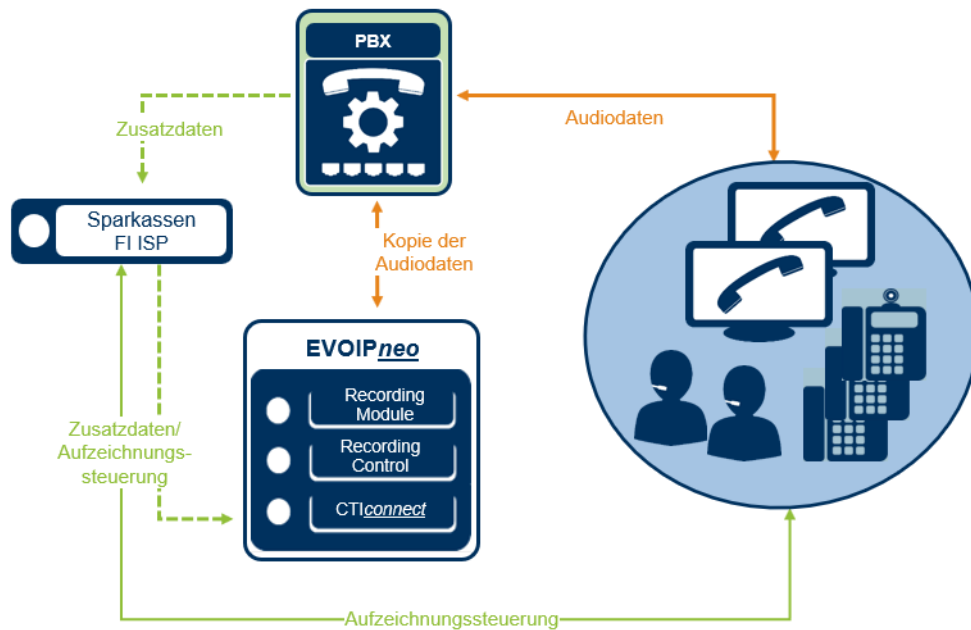 PBX
Zusatzdaten
Audiodaten
Sparkassen
FI ISP
Kopie der
Audiodaten
EVOIPneo
Recording
Module
Recording
Control
CTIconnect
Zusatzdaten/
Aufzeichnungs-
steuerung
Aufzeichnungssteuerung